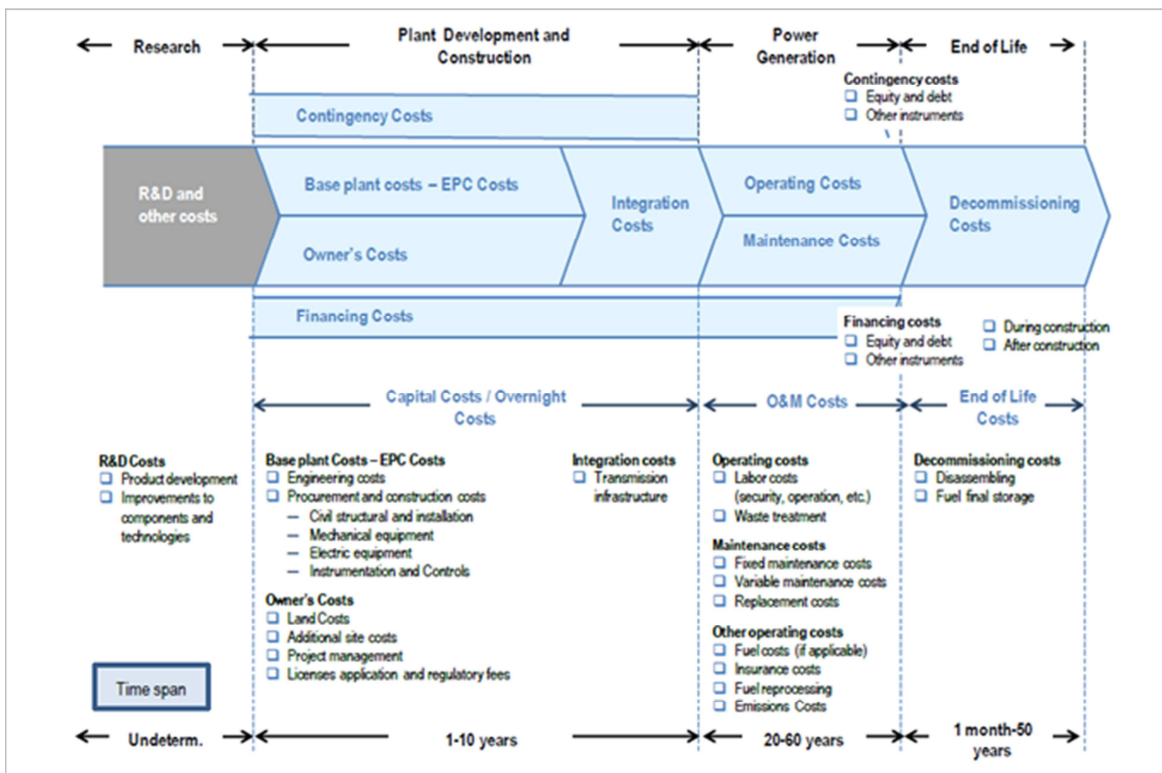 Research
Plant Development and
Construction
Power
Generation
End of Life
Contingency costs
Equity and debt
Other instruments
Contingency Costs
R&D and
other costs
Base plant costs – EPC Costs
Owner's Costs
Integration
Costs
Operating Costs
Maintenance Costs
Decommissioning
Costs
Financing Costs
Financing costs
Equity and debt
Other instruments
During construction
After construction
Capital Costs / Overnight
Costs
O&M Costs
End of Life
Costs
R&D Costs
Product development
Improvements to
components and
technologies
Base plant Costs – EPC Costs
Engineering costs
Procurement and construction costs
– Civil structural and installation
– Mechanical equipment
– Electric equipment
– Instrumentation and Controls
Owner's Costs
Land Costs
Additional site costs
Project management
Licenses application and regulatory fees
Integration costs
Transmission
infrastructure
Operating costs
Labor costs
(security, operation, etc.)
Waste treatment
Maintenance costs
Fixed maintenance costs
Variable maintenance costs
Replacement costs
Other operating costs
Fuel costs (if applicable)
Insurance costs
Fuel reprocessing
Emissions Costs
Decommissioning costs
Disassembling
Fuel final storage
Time span
Undeterm.
1-10 years
20-60 years
1 month-50
years